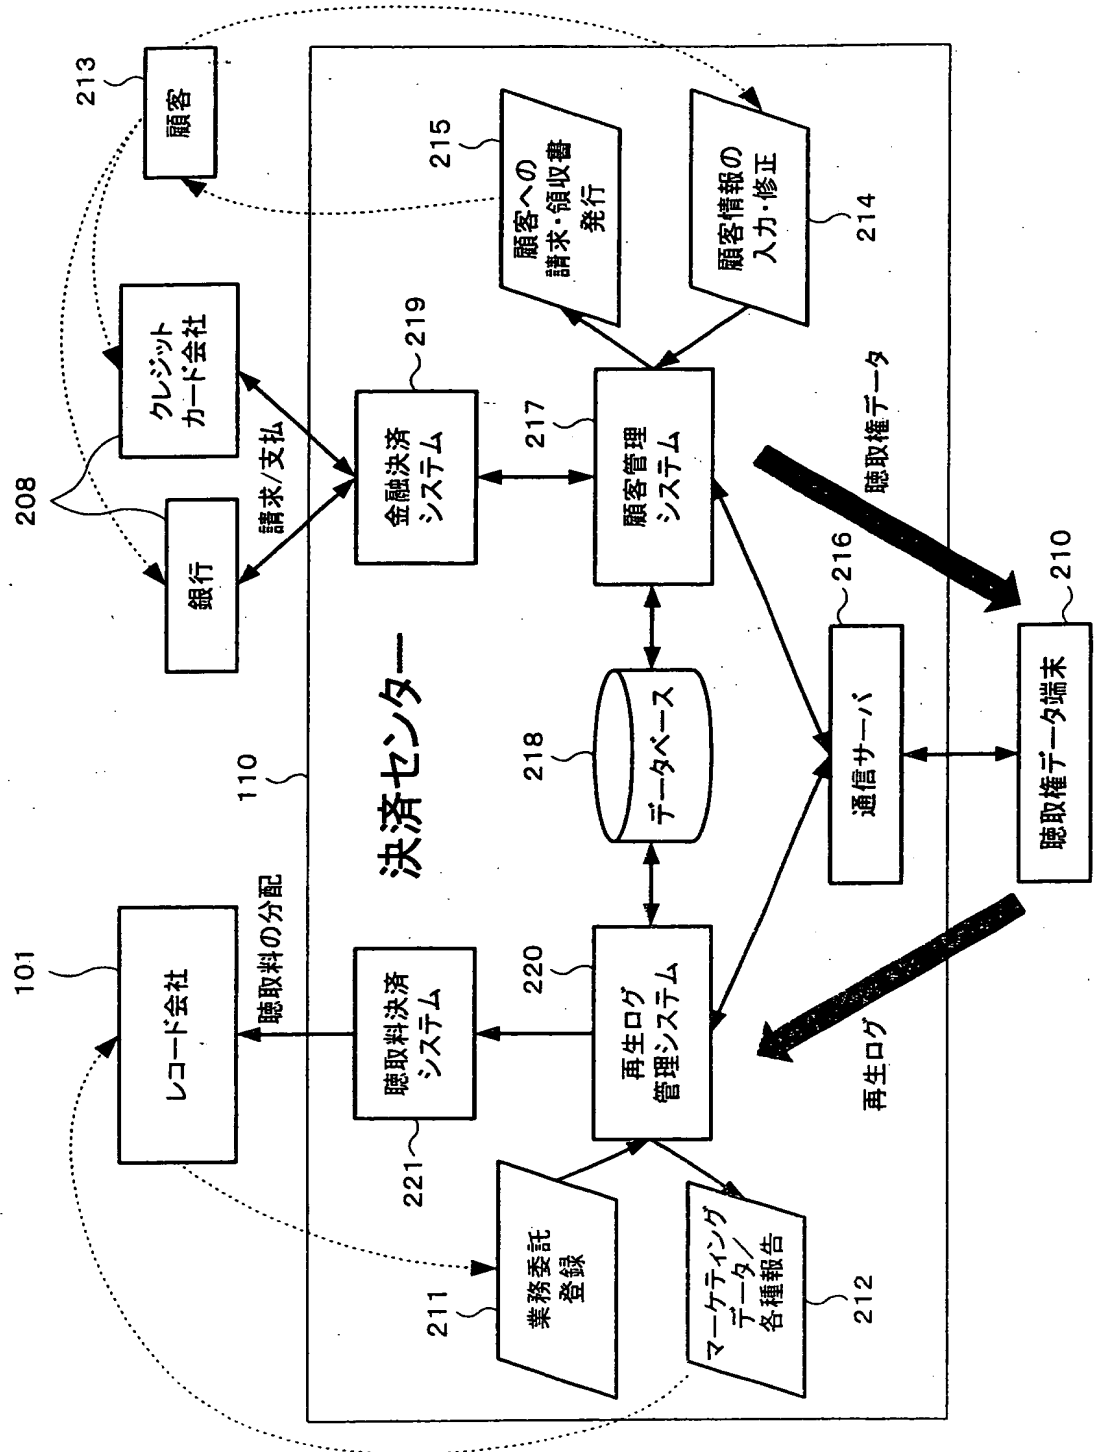 101
レコード会社
聴取料の分配
208
銀行
クレジット
カード会社
請求/支払
213
顧客
110
決済センター
221
聴取料決済
システム
金融決済
システム
219
211
業務委託
登録
220
再生ログ
管理システム
218
データベース
217
顧客管理
システム
215
顧客への
請求・領収書
発行
マーケティング
データ/
各種報告
212
顧客情報の
入力・修正
214
再生ログ
通信サーバ
216
聴取権データ
聴取権データ端末
210